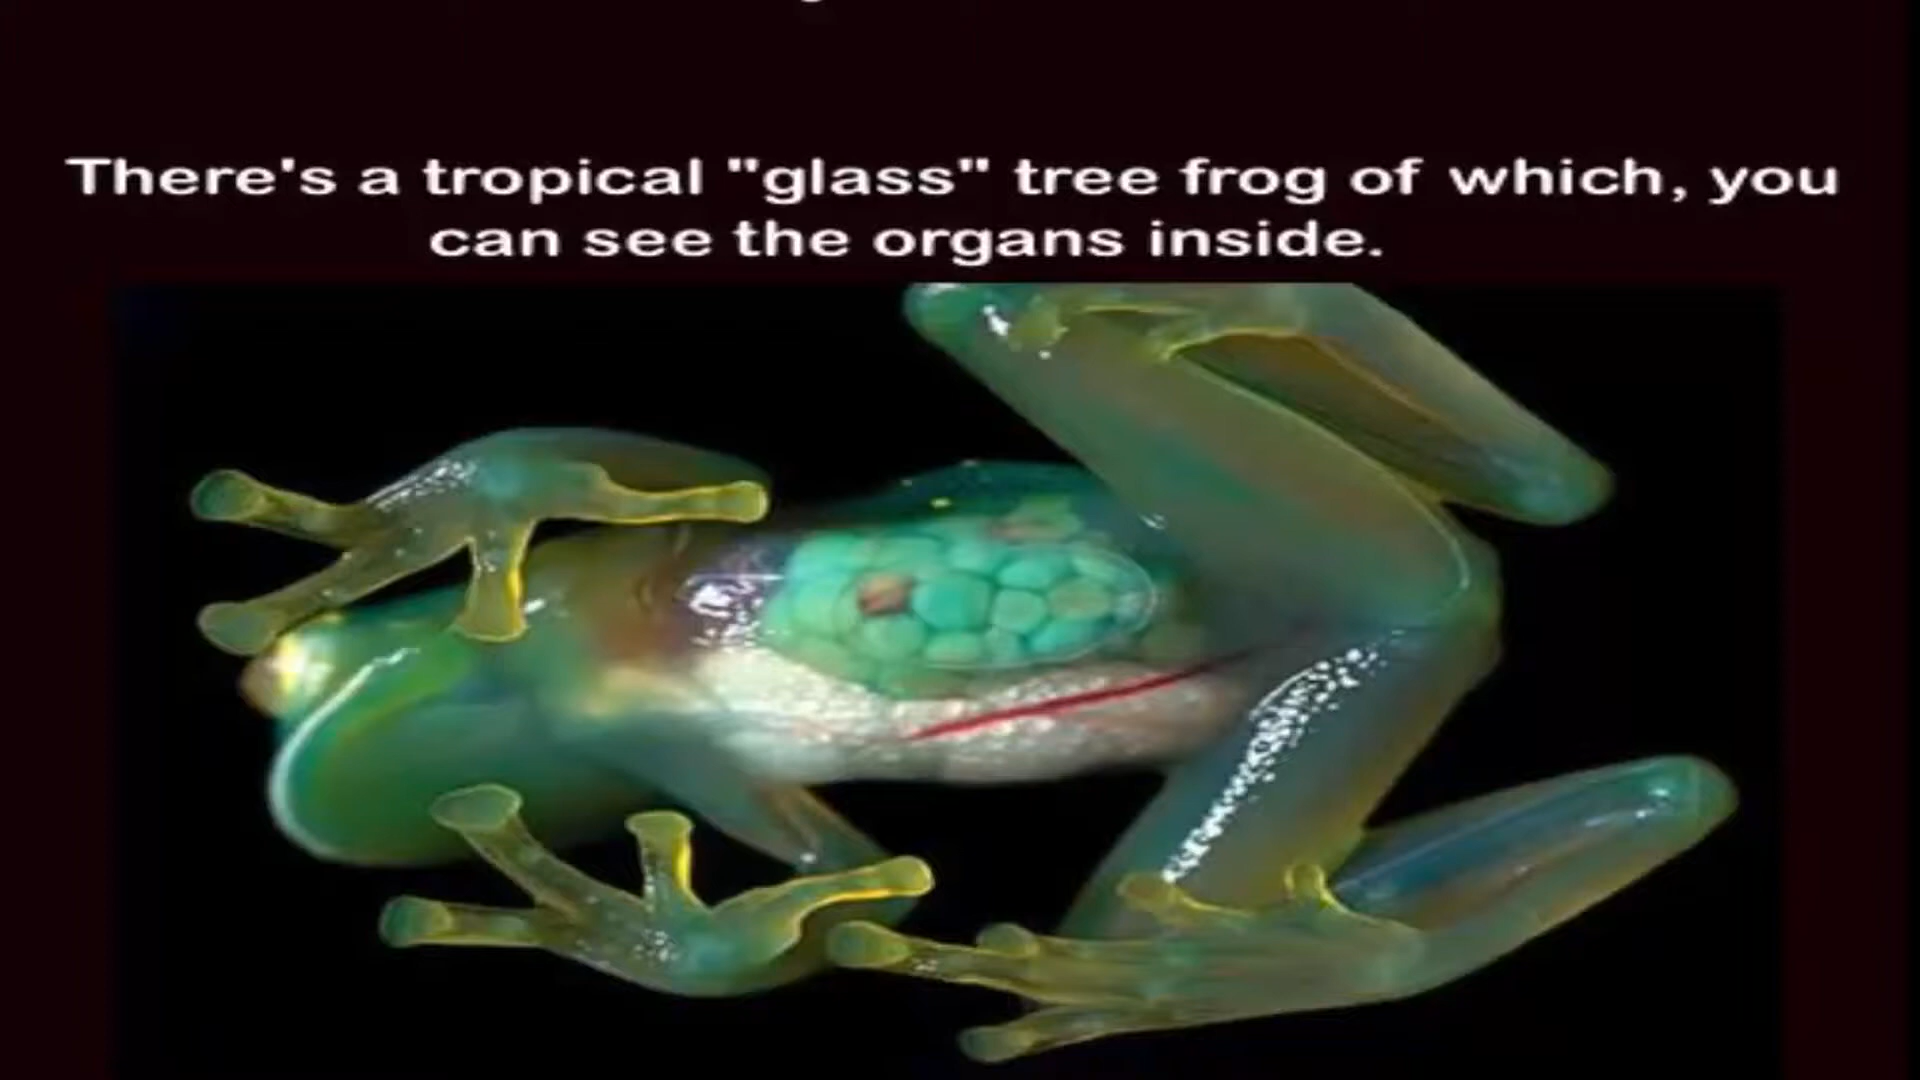 There's a tropical "glass" tree frog of which, you
can see the organs inside.